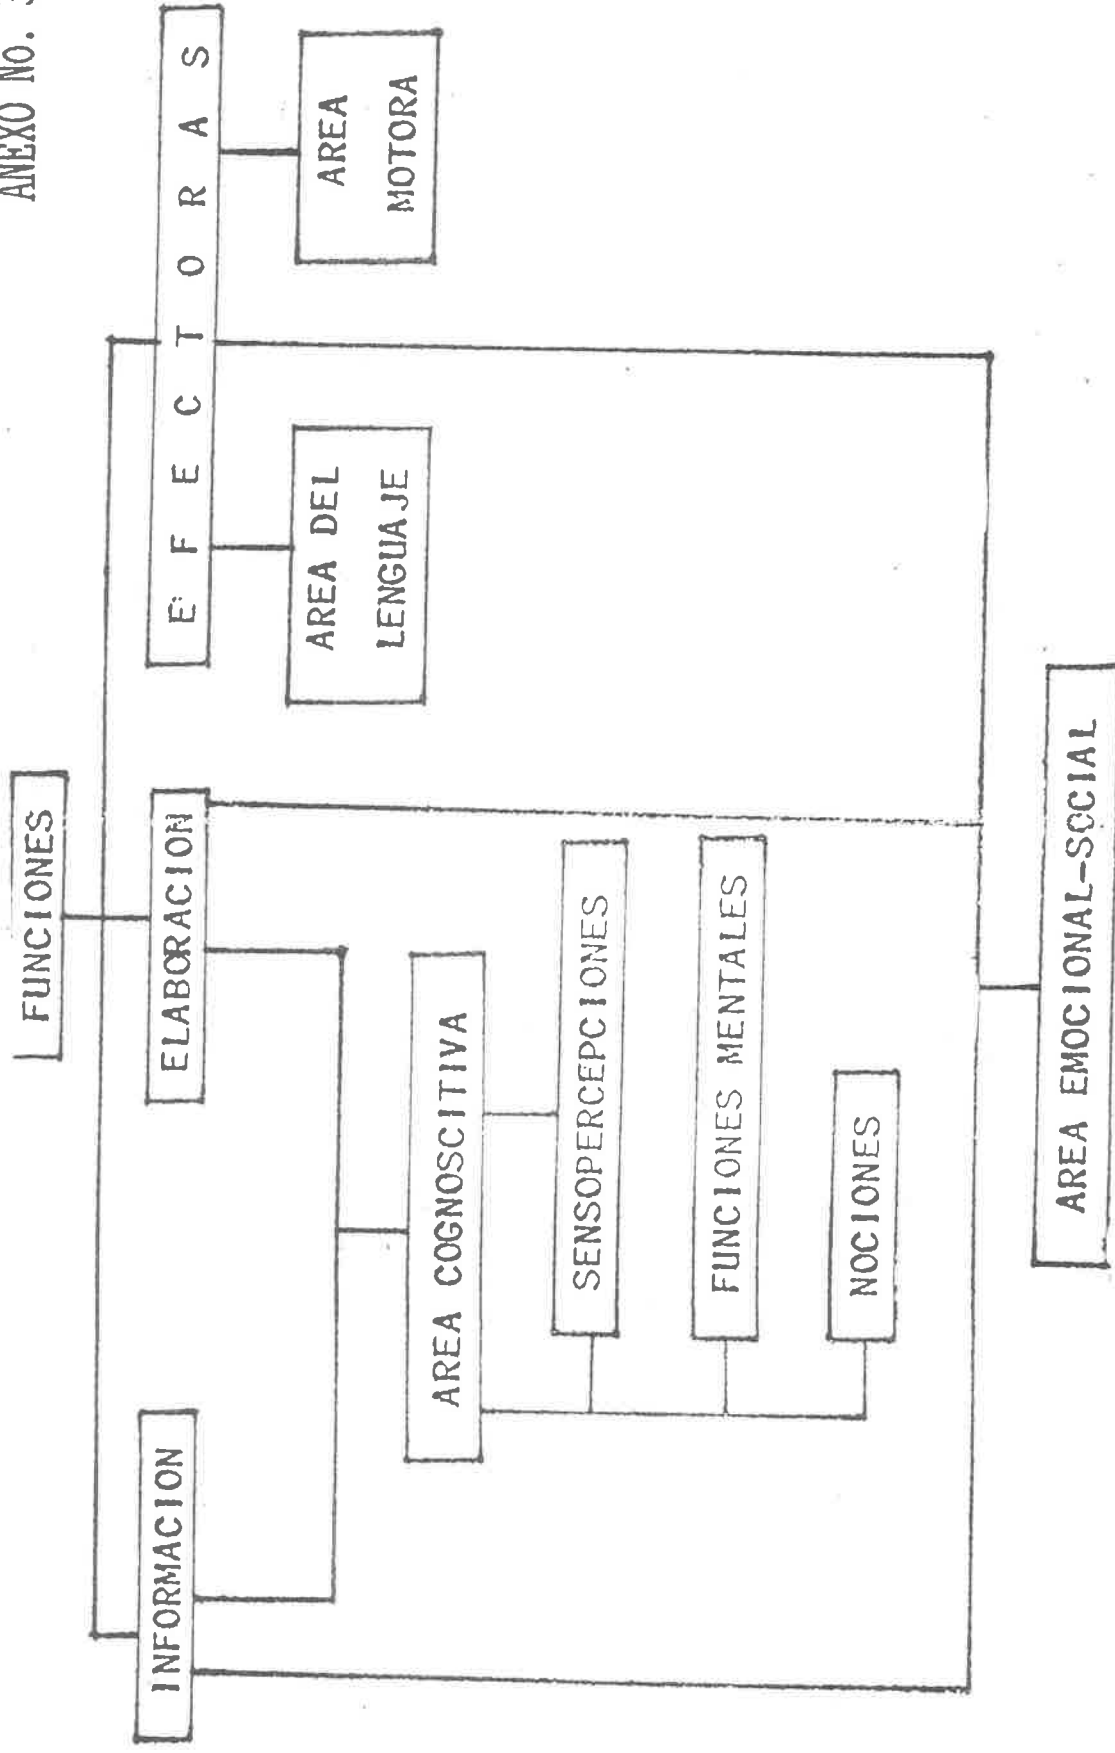 ANEXO No.
FUNCIONES
INFORMACION
ELABORACION
EFECTORAS
AREA DEL
LENGUAJE
AREA
MOTORA
AREA COGNOSCITIVA
SENSOPERCEPCIONES
FUNCIONES MENTALES
NOCIONES
AREA EMOCIONAL-SOCIAL